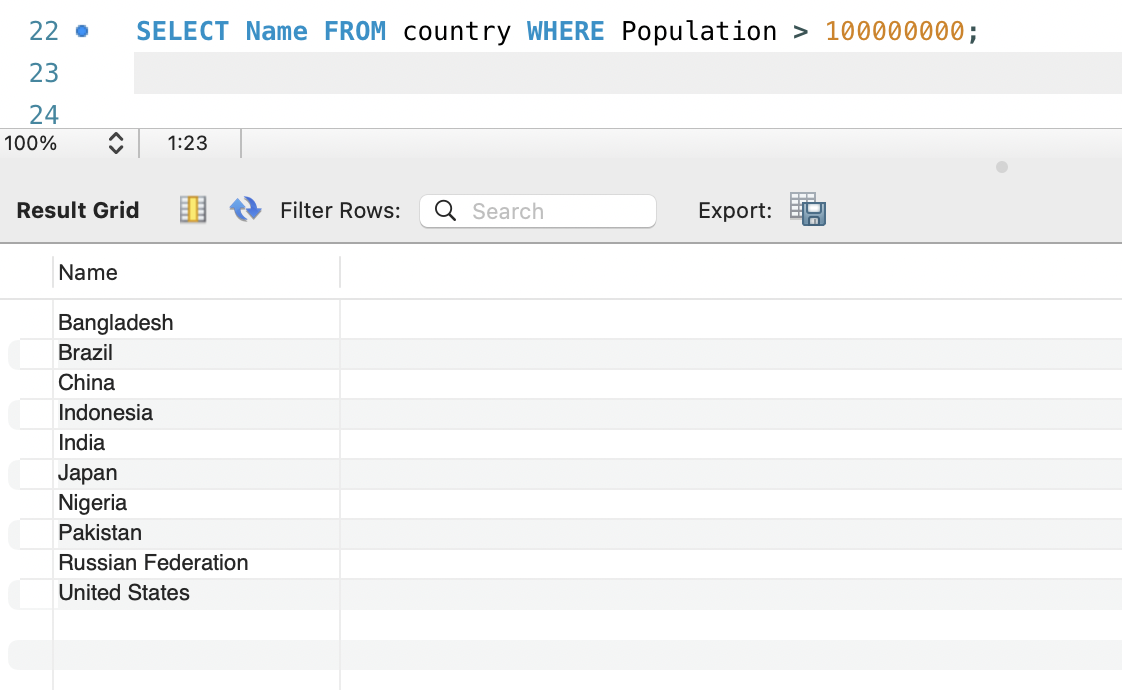 22 SELECT Name FROM country WHERE Population > 100000000;
23
24
100% 1:23
Result Grid Filter Rows: Search Export:
Name
Bangladesh
Brazil
China
Indonesia
India
Japan
Nigeria
Pakistan
Russian Federation
United States